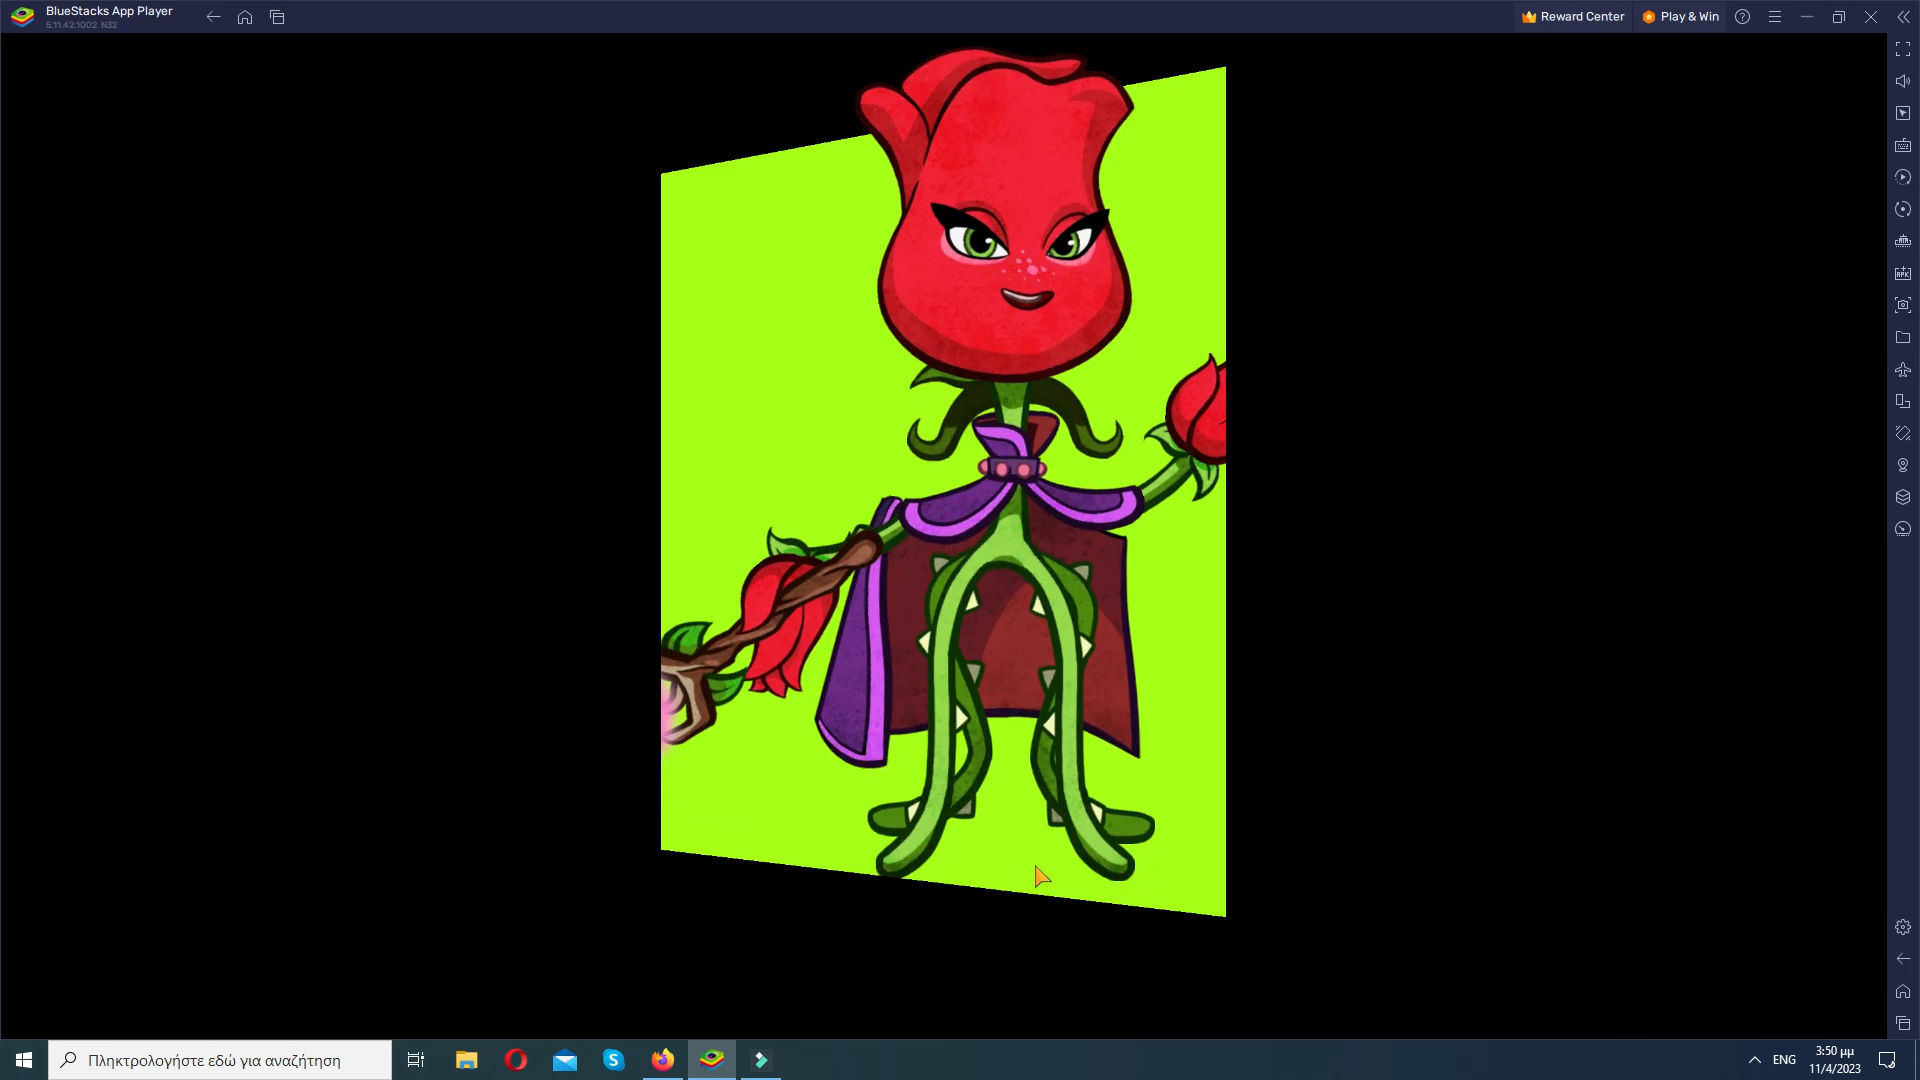 BlueStacks App Player
5.11.42.1002 N32
Reward Center
Play & Win
APK
Πληκτρολογήστε εδώ για αναζήτηση
ENG
3:50 μμ
11/4/2023